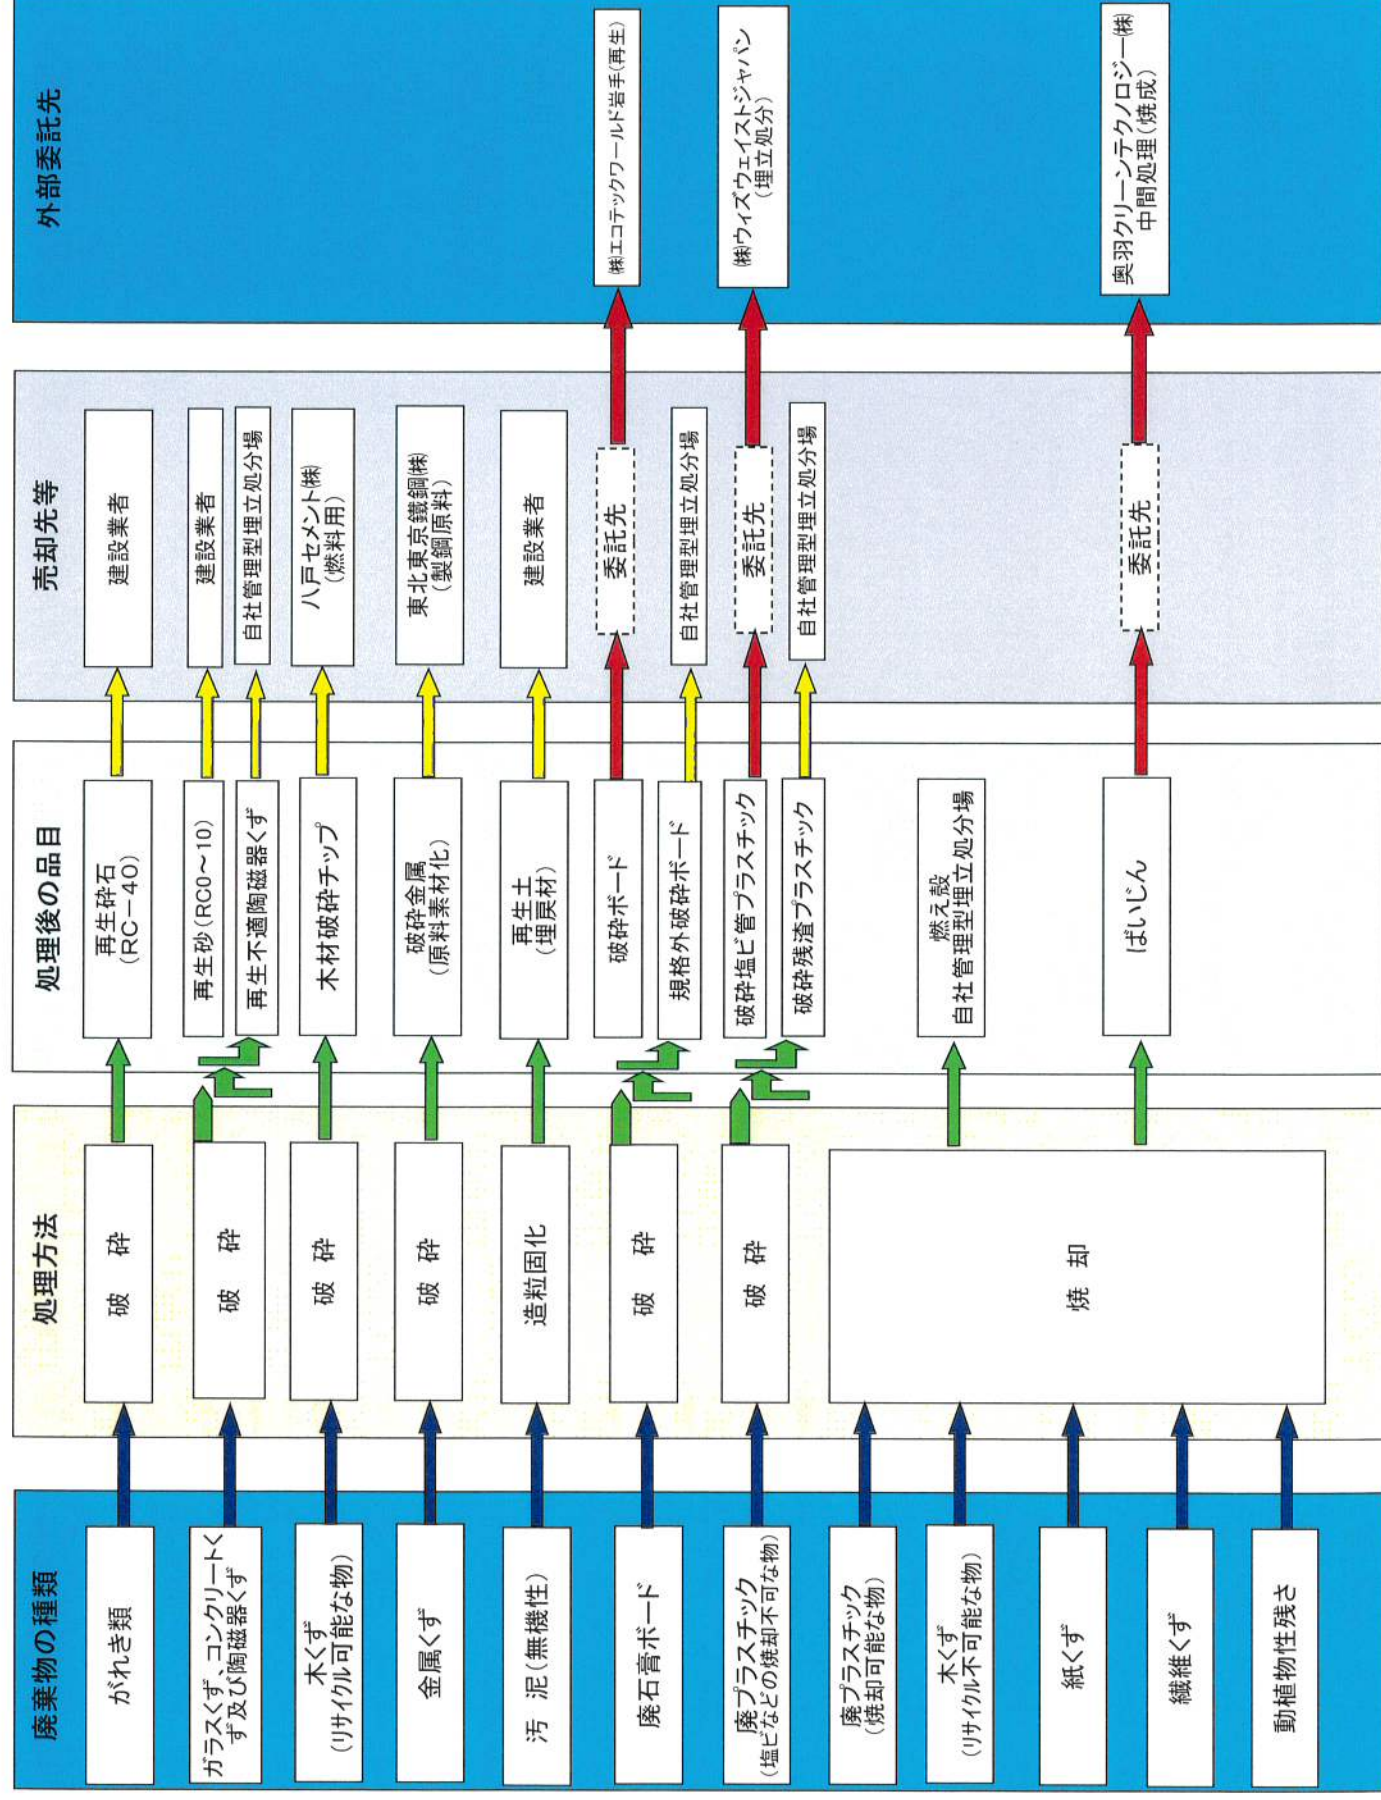 廃棄物の種類
がれき類
ガラスくず、コンクリートく
ず及び陶磁器くず
木くず
(リサイクル可能な物)
金属くず
汚 泥(無機性)
廃石膏ボード
廃プラスチック
(塩ビなどの焼却不可な物)
廃プラスチック
(焼却可能な物)
木くず
(リサイクル不可能な物)
紙くず
繊維くず
動植物性残さ
処理方法
破 砕
破 砕
破 砕
破 砕
造粒固化
破 砕
破 砕
焼 却
処理後の品目
再生砕石
(RC－40)
再生砂(RC0～10)
再生不適陶磁器くず
木材破砕チップ
破砕金属
(原料素材化)
再生土
(埋戻材)
破砕ボード
規格外破砕ボード
破砕塩ビ管プラスチック
破砕残渣プラスチック
燃え殻
自社管理型埋立処分場
ばいじん
売却先等
建設業者
建設業者
自社管理型埋立処分場
八戸セメント㈱
(燃料用)
東北東京鐵鋼㈱
(製鋼原料)
建設業者
委託先
自社管理型埋立処分場
委託先
自社管理型埋立処分場
委託先
外部委託先
㈱エコテックワールド岩手(再生)
㈱ウィズウェイストジャパン
(埋立処分)
奥羽クリーンテクノロジー㈱
中間処理(焼成)